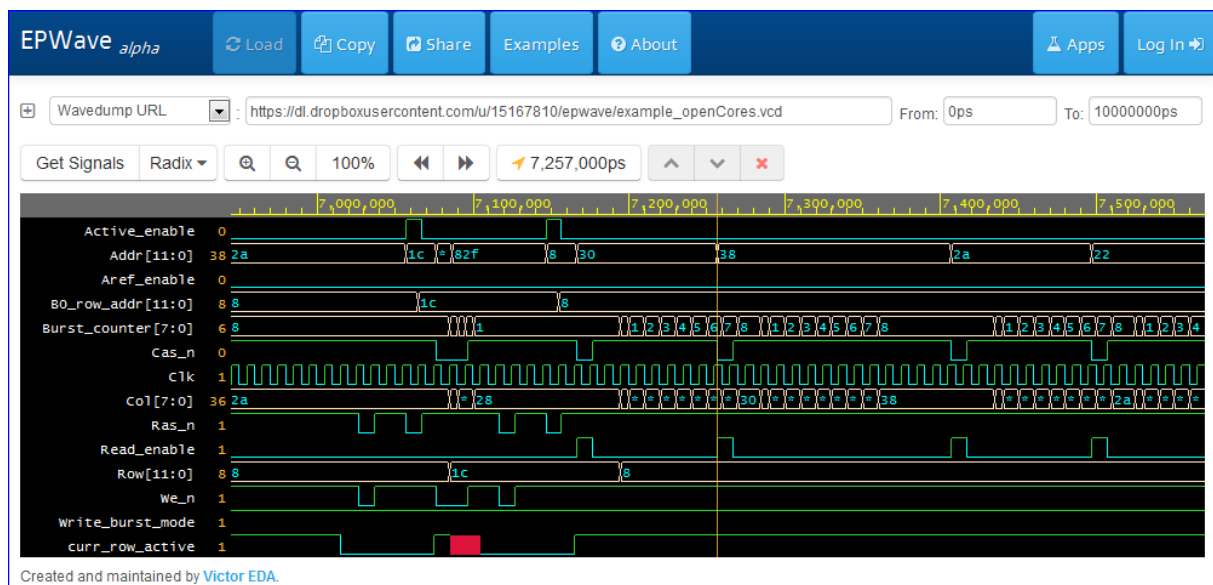 EPWave alpha Load Copy Share Examples About Apps Log In
Wavedump URL : https://dl.dropboxusercontent.com/u/15167810/epwave/example_openCores.vcd From: 0ps To: 10000000ps
Get Signals Radix 100% 7,257,000ps
7,000,000 7,100,000 7,200,000 7,300,000 7,400,000 7,500,000
Active_enable 0
Addr[11:0] 38 2a 1c * 82f 8 30 38 2a 22
Aref_enable 0
B0_row_addr[11:0] 8 8 1c 8
Burst_counter[7:0] 6 8 1 1 2 3 4 5 6 7 8 1 2 3 4 5 6 7 8 1 2 3 4 5 6 7 8 1 2 3 4
Cas_n 0
Clk 1
Col[7:0] 36 2a * 28 * * * * * * * 30 * * * * * * * 38 * * * * * * * 2a * * * *
Ras_n 1
Read_enable 1
Row[11:0] 8 8 1c 8
We_n 1
Write_burst_mode 1
curr_row_active 1
Created and maintained by Victor EDA.